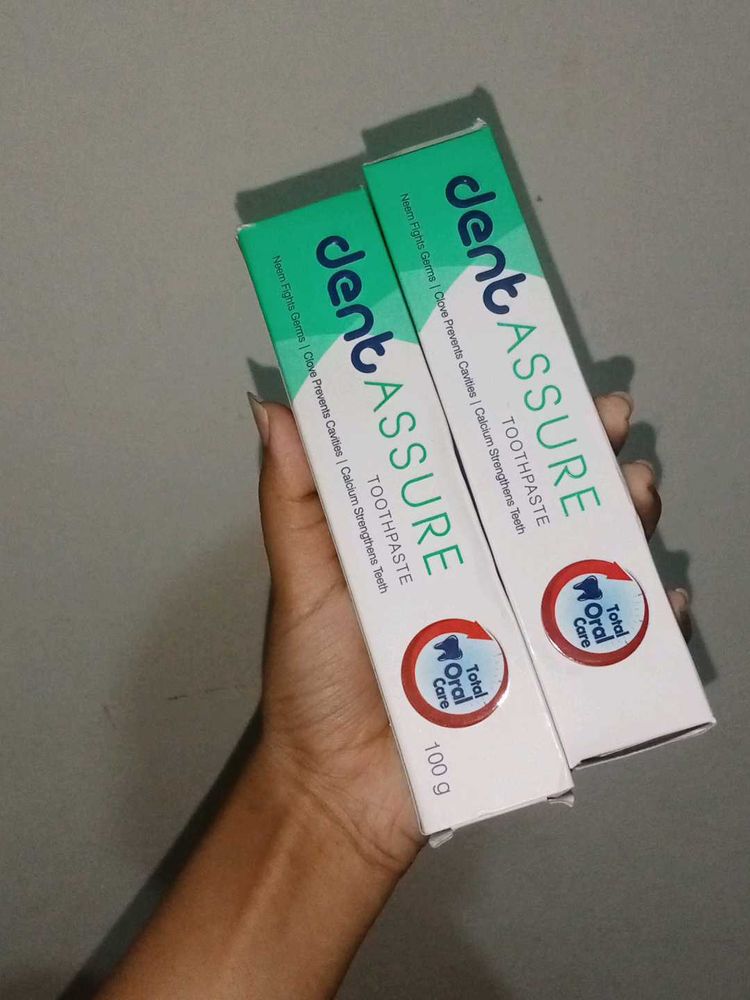 dent ASSURE
TOOTHPASTE
Neem Fights Germs | Clove Prevents Cavities | Calcium Strengthens Teeth
Total
Oral
Care
100 g
dent ASSURE
TOOTHPASTE
Neem Fights Germs | Clove Prevents Cavities | Calcium Strengthens Teeth
Total
Oral
Care